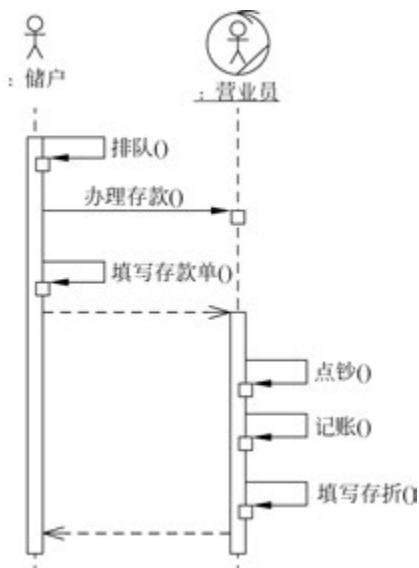 : 储户
: 营业员
排队()
办理存款()
填写存款单()
点钞()
记账()
填写存折()